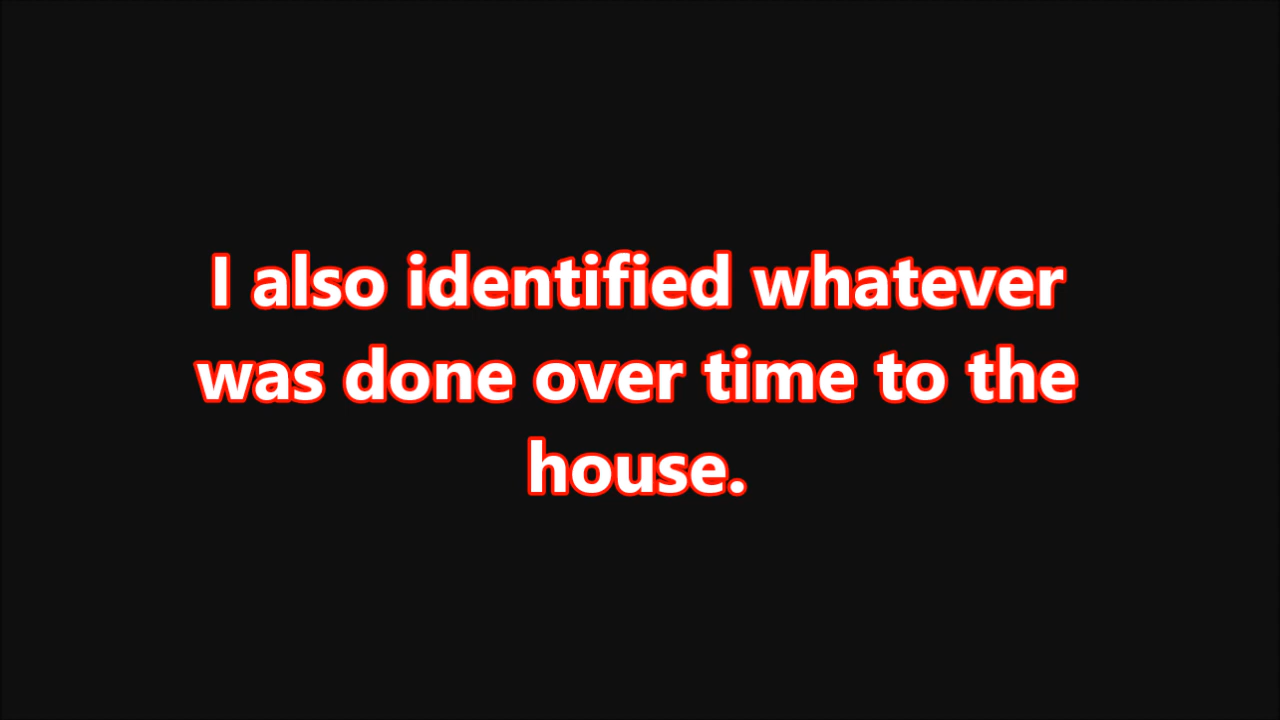 I also identified whatever
was done over time to the
house.